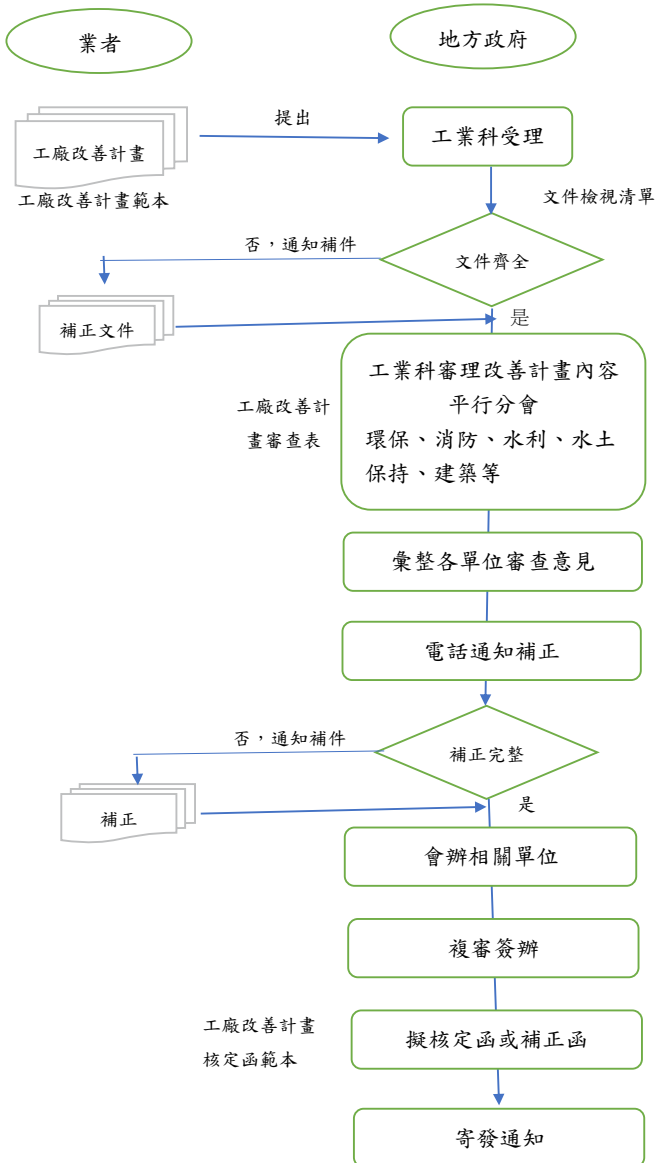 業者
地方政府
工廠改善計畫
提出
工業科受理
工廠改善計畫範本
文件檢視清單
否，通知補件
文件齊全
補正文件
是
工廠改善計
畫審查表
工業科審理改善計畫內容
平行分會
環保、消防、水利、水土
保持、建築等
彙整各單位審查意見
電話通知補正
否，通知補件
補正完整
補正
是
會辦相關單位
複審簽辦
工廠改善計畫
核定函範本
擬核定函或補正函
寄發通知